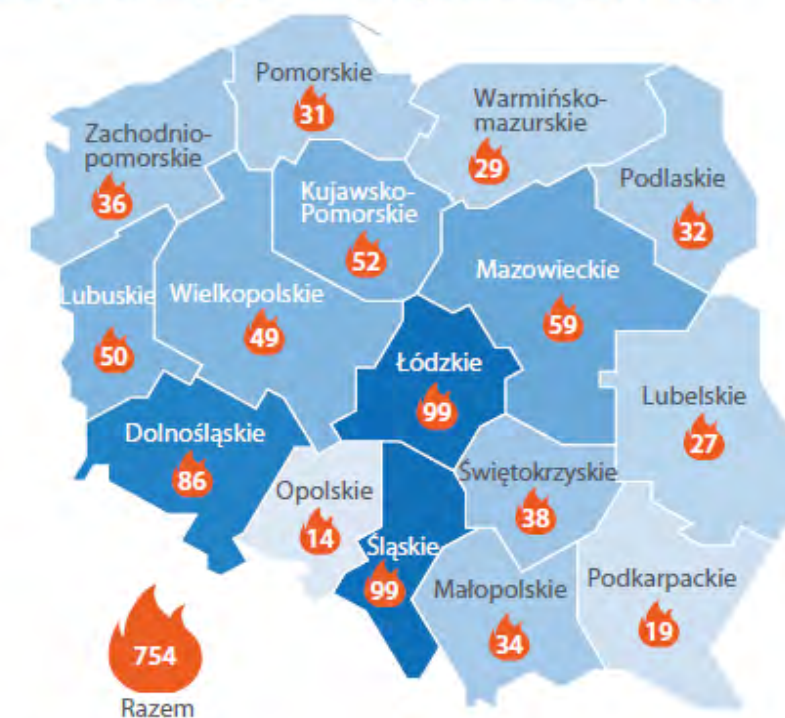 Pomorskie
31
Warmińsko-
mazurskie
29
Zachodnio-
pomorskie
36
Podlaskie
32
Kujawsko-
Pomorskie
52
Mazowieckie
59
Lubuskie
50
Wielkopolskie
49
Łódzkie
99
Lubelskie
27
Dolnośląskie
86
Opolskie
14
Świętokrzyskie
38
Śląskie
99
Małopolskie
34
Podkarpackie
19
754
Razem